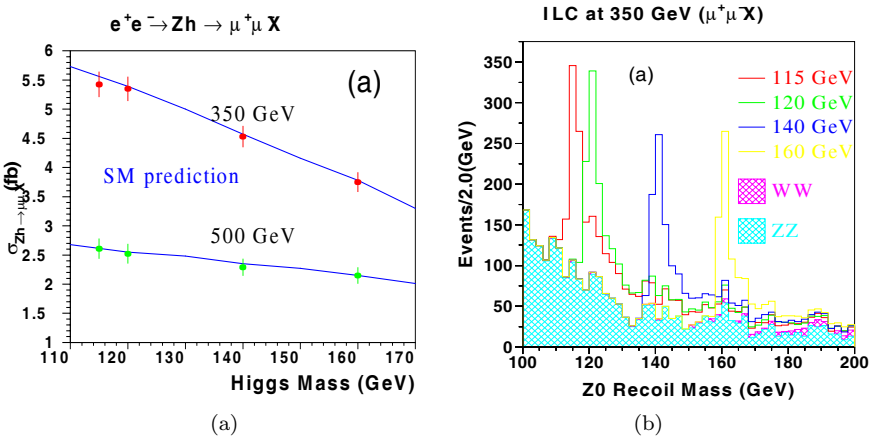 e⁺e⁻→Zh → μ⁺μ X
6
5.5
5
4.5
4
3.5
3
2.5
2
1.5
1
σZh→μμX (fb)
(a)
350 GeV
SM prediction
500 GeV
110 120 130 140 150 160 170
Higgs Mass (GeV)
(a)
ILC at 350 GeV (μ⁺μ⁻X)
350
300
250
200
150
100
50
0
Events/2.0(GeV)
(a)
115 GeV
120 GeV
140 GeV
160 GeV
WW
ZZ
100 120 140 160 180 200
Z0 Recoil Mass (GeV)
(b)